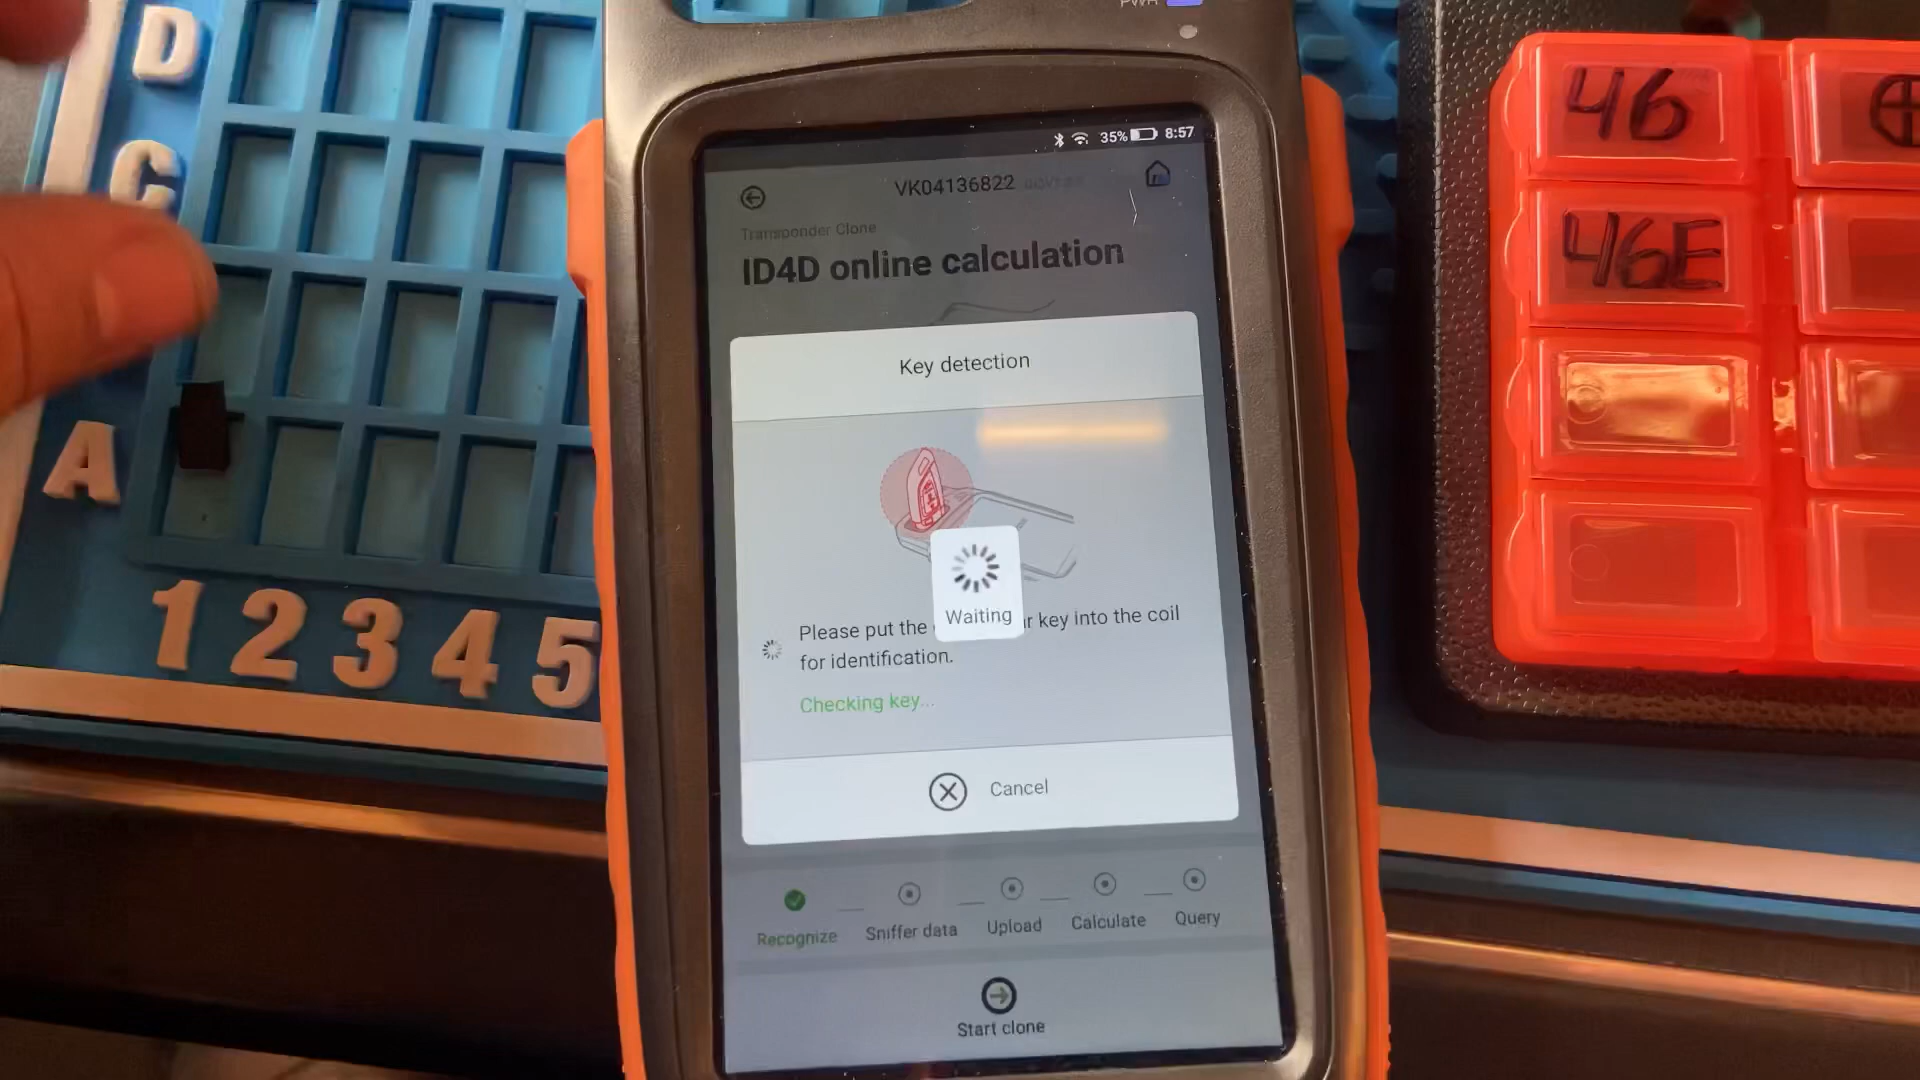 PWR
35% 8:57
VK04136822
Transponder Clone
ID4D online calculation
Key detection
Waiting
Please put the r key into the coil
for identification.
Checking key...
Cancel
Recognize Sniffer data Upload Calculate Query
Start clone
D
C
A
1 2 3 4 5
46
46E